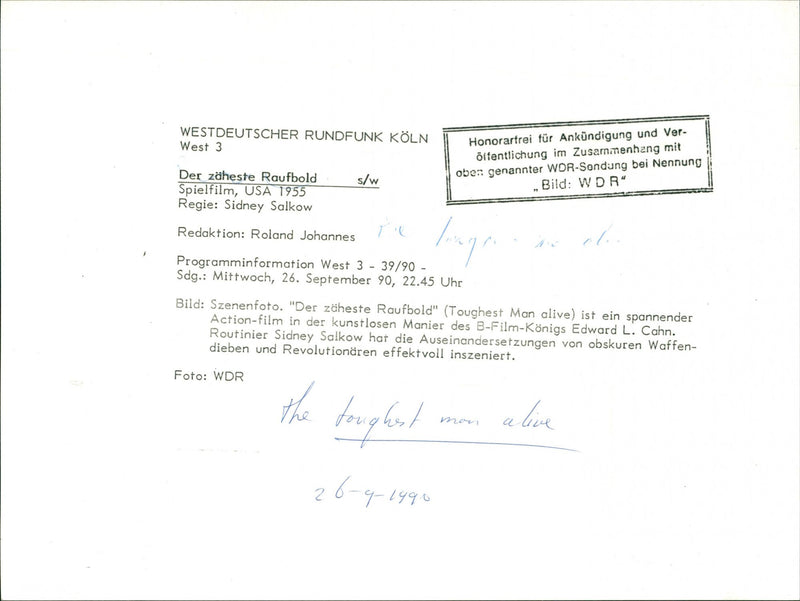 WESTDEUTSCHER RUNDFUNK KÖLN
West 3
Honorarfrei für Ankündigung und Ver-
öffentlichung im Zusammenhang mit
oben genannter WDR-Sendung bei Nennung
„Bild: WDR“
Der zäheste Raufbold s/w
Spielfilm, USA 1955
Regie: Sidney Salkow
Redaktion: Roland Johannes
Programminformation West 3 - 39/90 -
Sdg.: Mittwoch, 26. September 90, 22.45 Uhr
Bild: Szenenfoto. "Der zäheste Raufbold" (Toughest Man alive) ist ein spannender
Action-film in der kunstlosen Manier des B-Film-Königs Edward L. Cahn.
Routinier Sidney Salkow hat die Auseinandersetzungen von obskuren Waffen-
dieben und Revolutionären effektvoll inszeniert.
Foto: WDR
the toughest man alive
26-9-1990